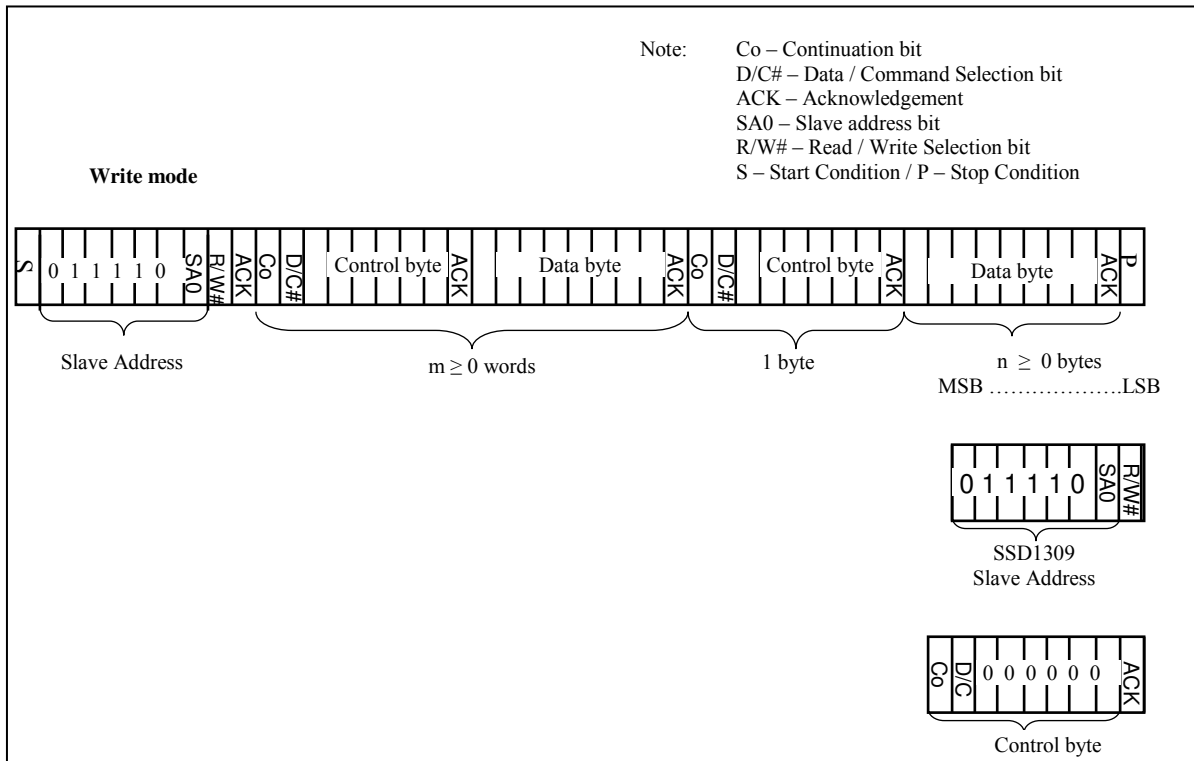 Note: Co – Continuation bit
D/C# – Data / Command Selection bit
ACK – Acknowledgement
SA0 – Slave address bit
R/W# – Read / Write Selection bit
S – Start Condition / P – Stop Condition
Write mode
S 0 1 1 1 1 0 SA0 R/W# ACK Co D/C# Control byte ACK Data byte ACK Co D/C# Control byte ACK Data byte ACK P
Slave Address m ≥ 0 words 1 byte n ≥ 0 bytes
MSB ………………….LSB
0 1 1 1 1 0 SA0 R/W#
SSD1309
Slave Address
Co D/C 0 0 0 0 0 0 ACK
Control byte